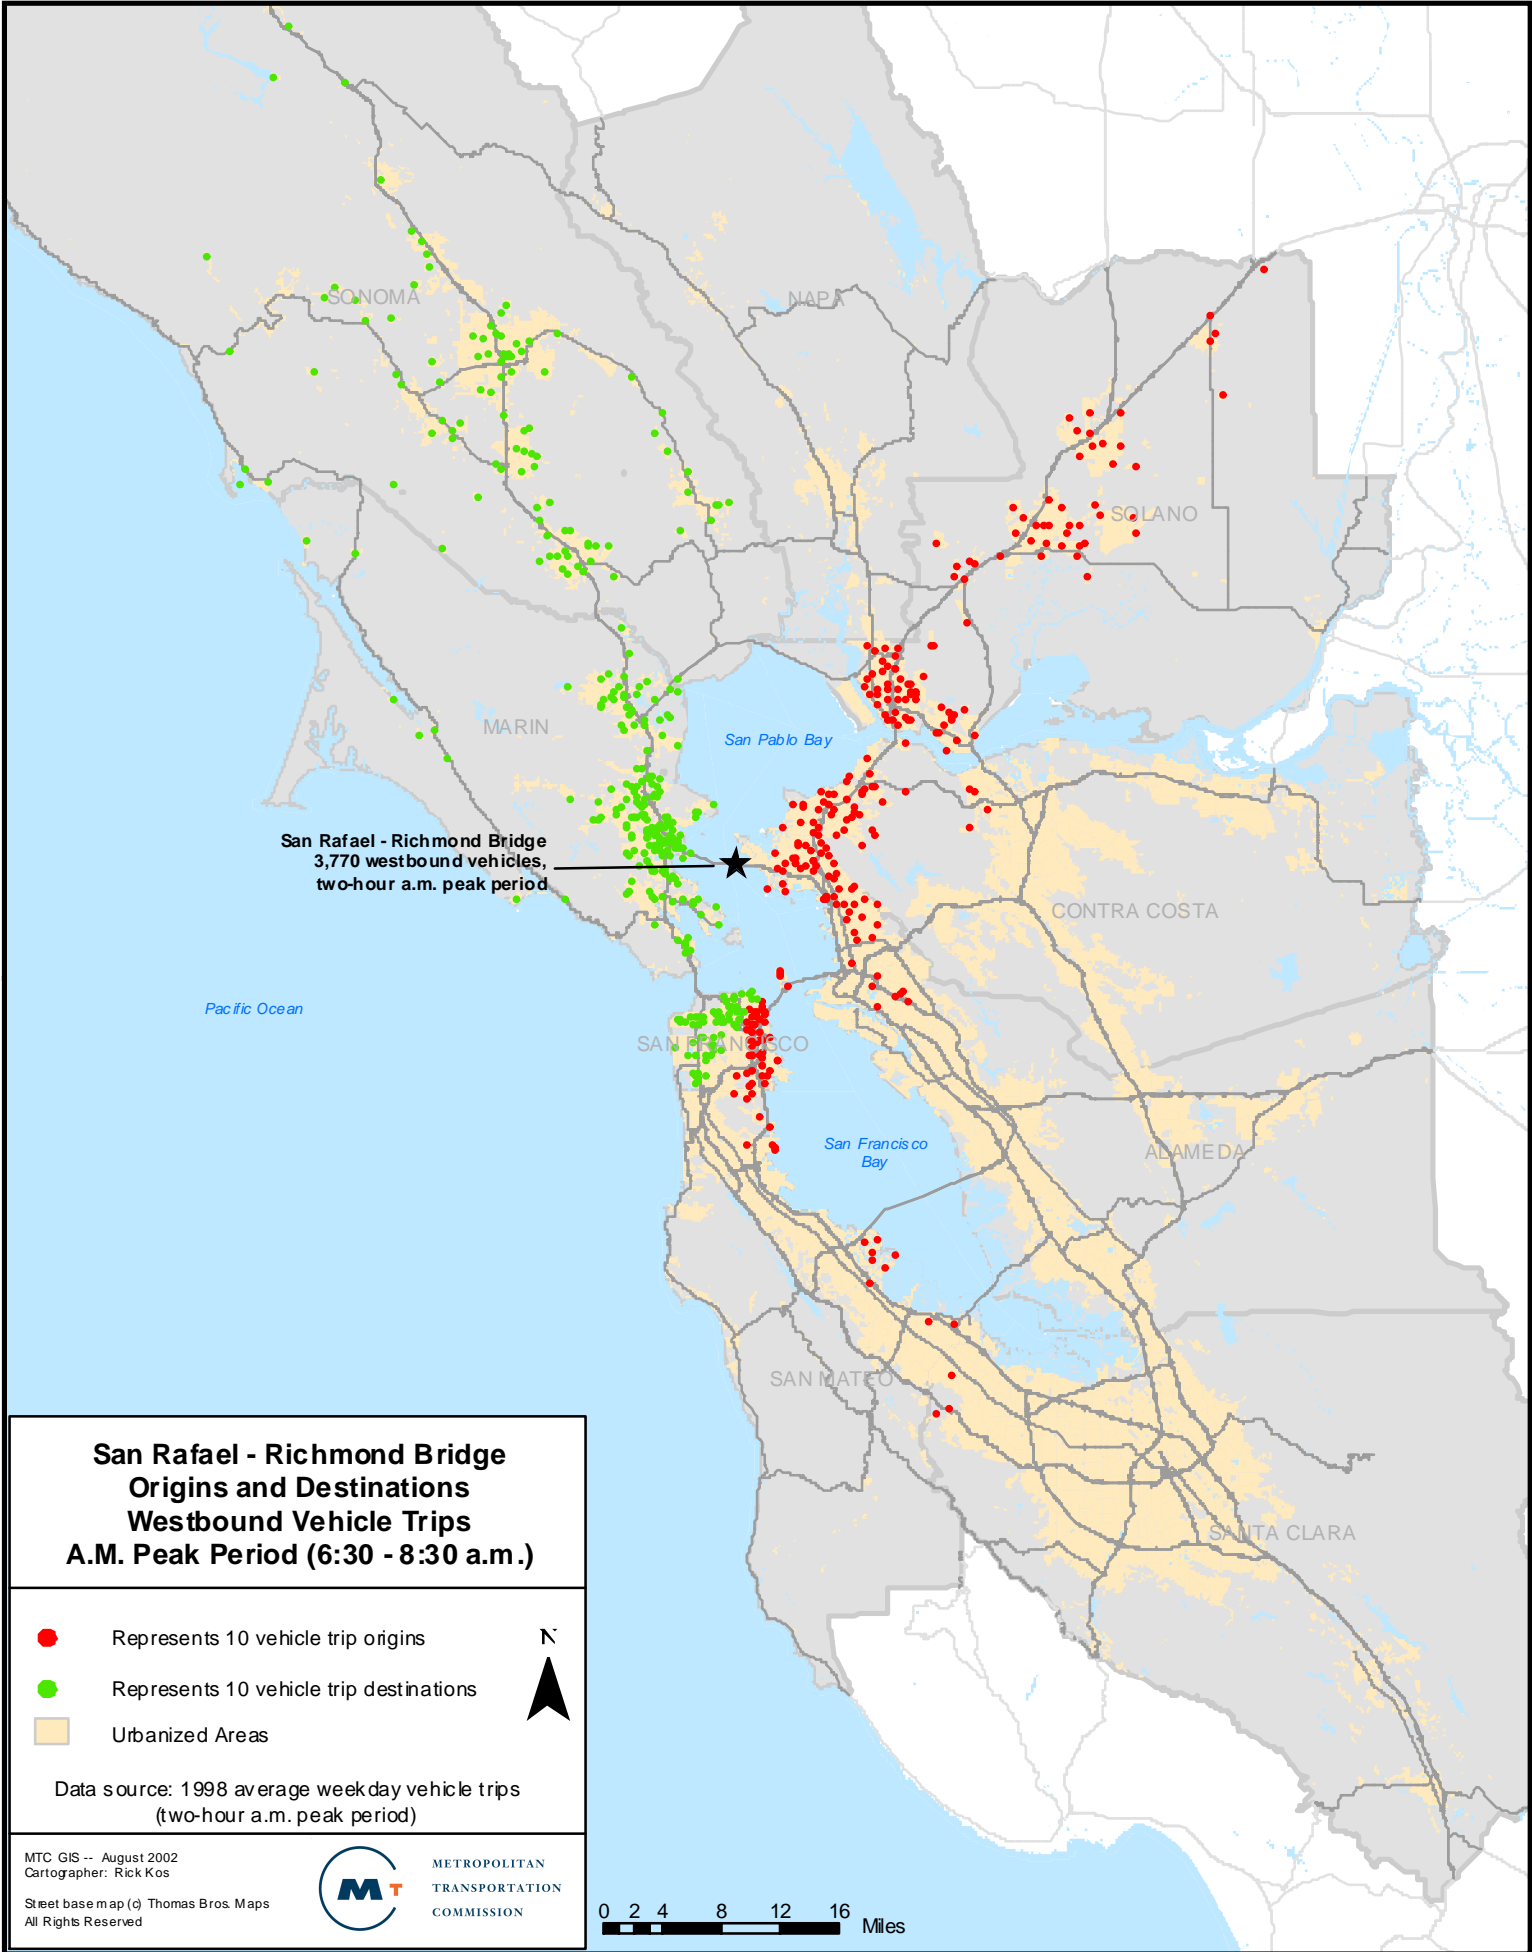 SONOMA
NAPA
SOLANO
MARIN
San Pablo Bay
San Rafael - Richmond Bridge
3,770 westbound vehicles,
two-hour a.m. peak period
CONTRA COSTA
Pacific Ocean
SAN FRANCISCO
San Francisco
Bay
ALAMEDA
SAN MATEO
SANTA CLARA
San Rafael - Richmond Bridge
Origins and Destinations
Westbound Vehicle Trips
A.M. Peak Period (6:30 - 8:30 a.m.)
Represents 10 vehicle trip origins
N
Represents 10 vehicle trip destinations
Urbanized Areas
Data source: 1998 average weekday vehicle trips
(two-hour a.m. peak period)
MTC GIS -- August 2002
Cartographer: Rick Kos
Street base map (c) Thomas Bros. Maps
All Rights Reserved
MT
METROPOLITAN
TRANSPORTATION
COMMISSION
0 2 4 8 12 16
Miles